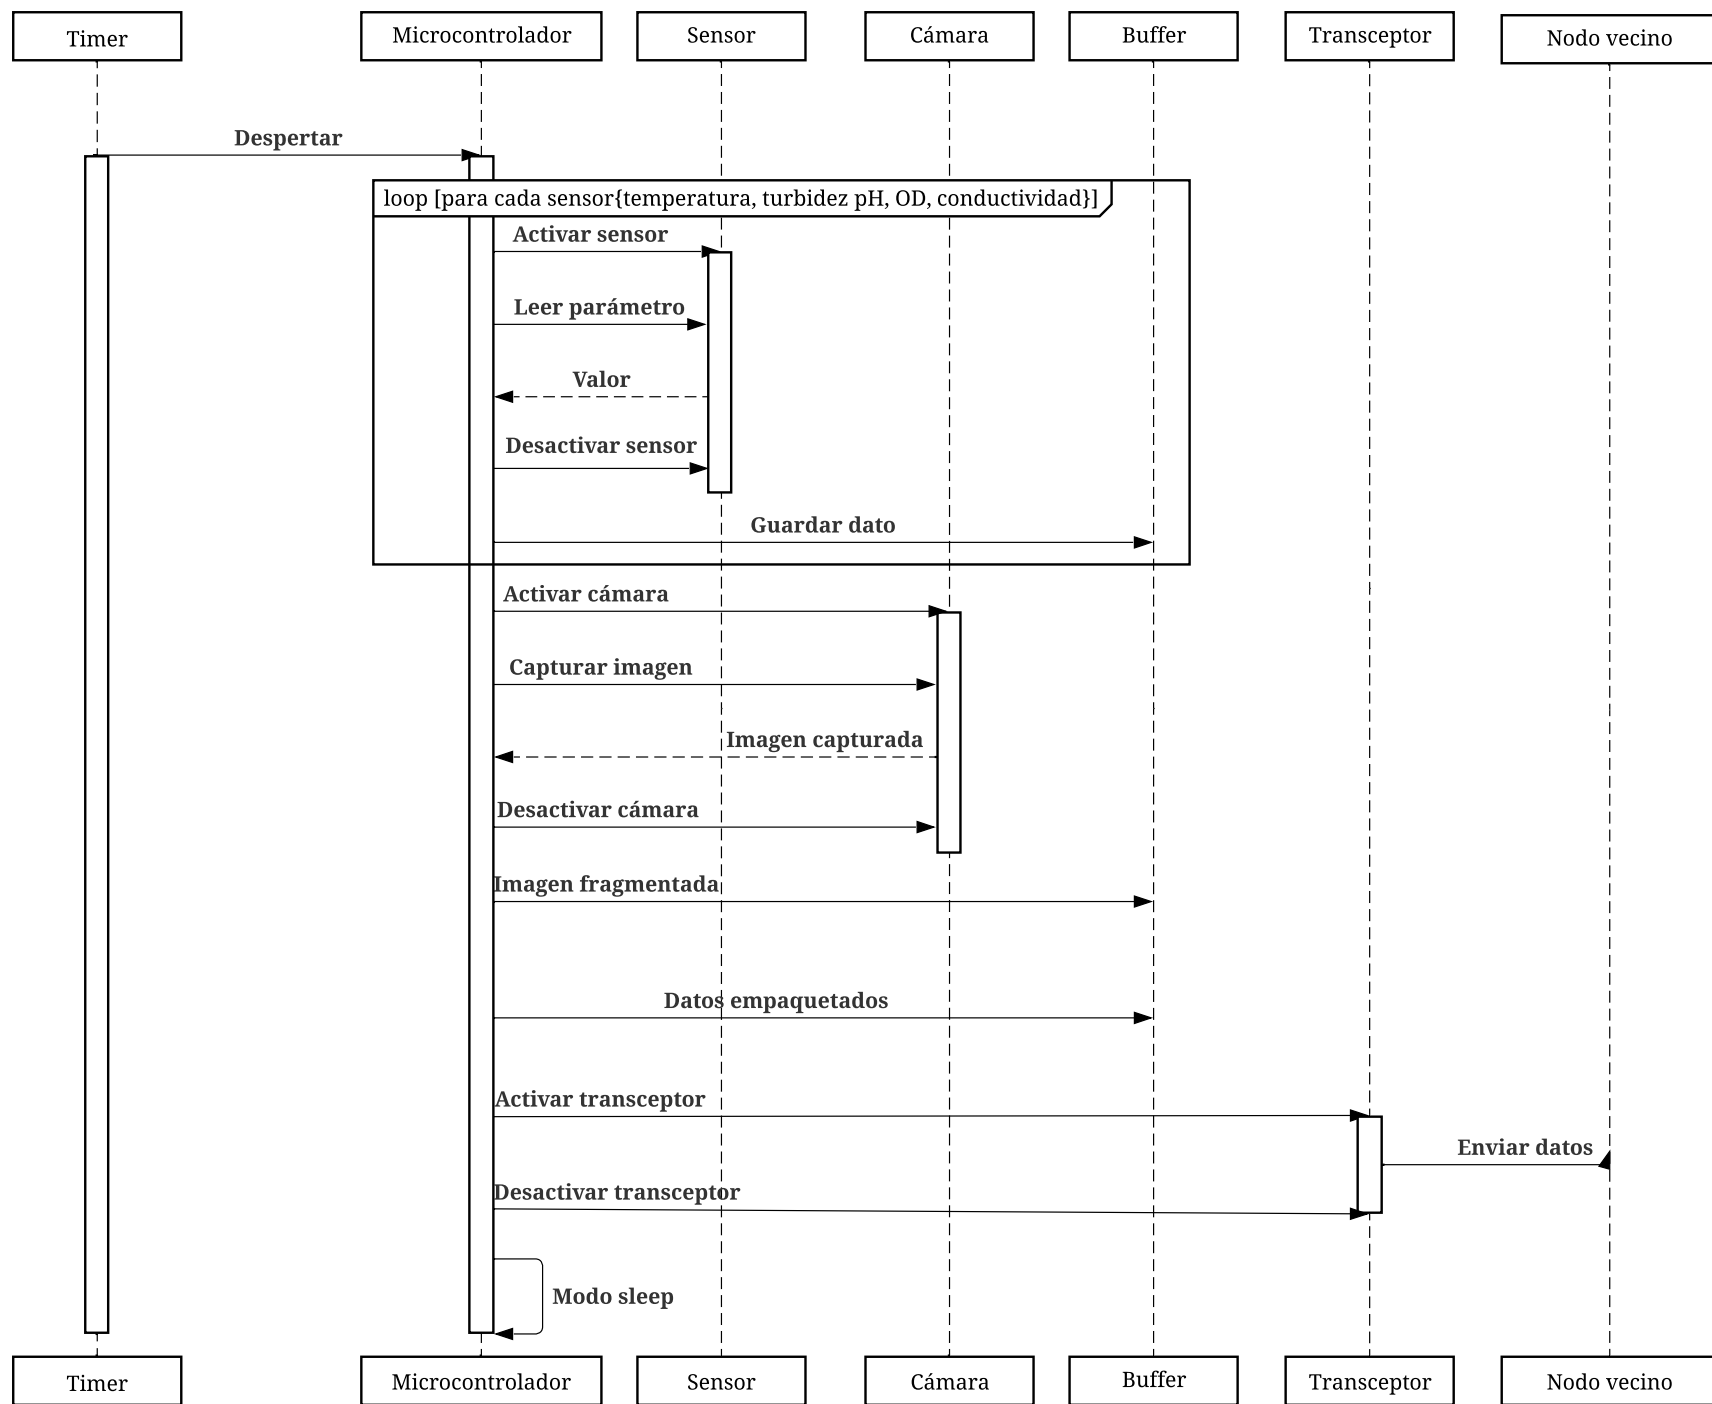 Timer
Microcontrolador
Sensor
Cámara
Buffer
Transceptor
Nodo vecino
Despertar
loop [para cada sensor{temperatura, turbidez pH, OD, conductividad}]
Activar sensor
Leer parámetro
Valor
Desactivar sensor
Guardar dato
Activar cámara
Capturar imagen
Imagen capturada
Desactivar cámara
Imagen fragmentada
Datos empaquetados
Activar transceptor
Enviar datos
Desactivar transceptor
Modo sleep
Timer
Microcontrolador
Sensor
Cámara
Buffer
Transceptor
Nodo vecino